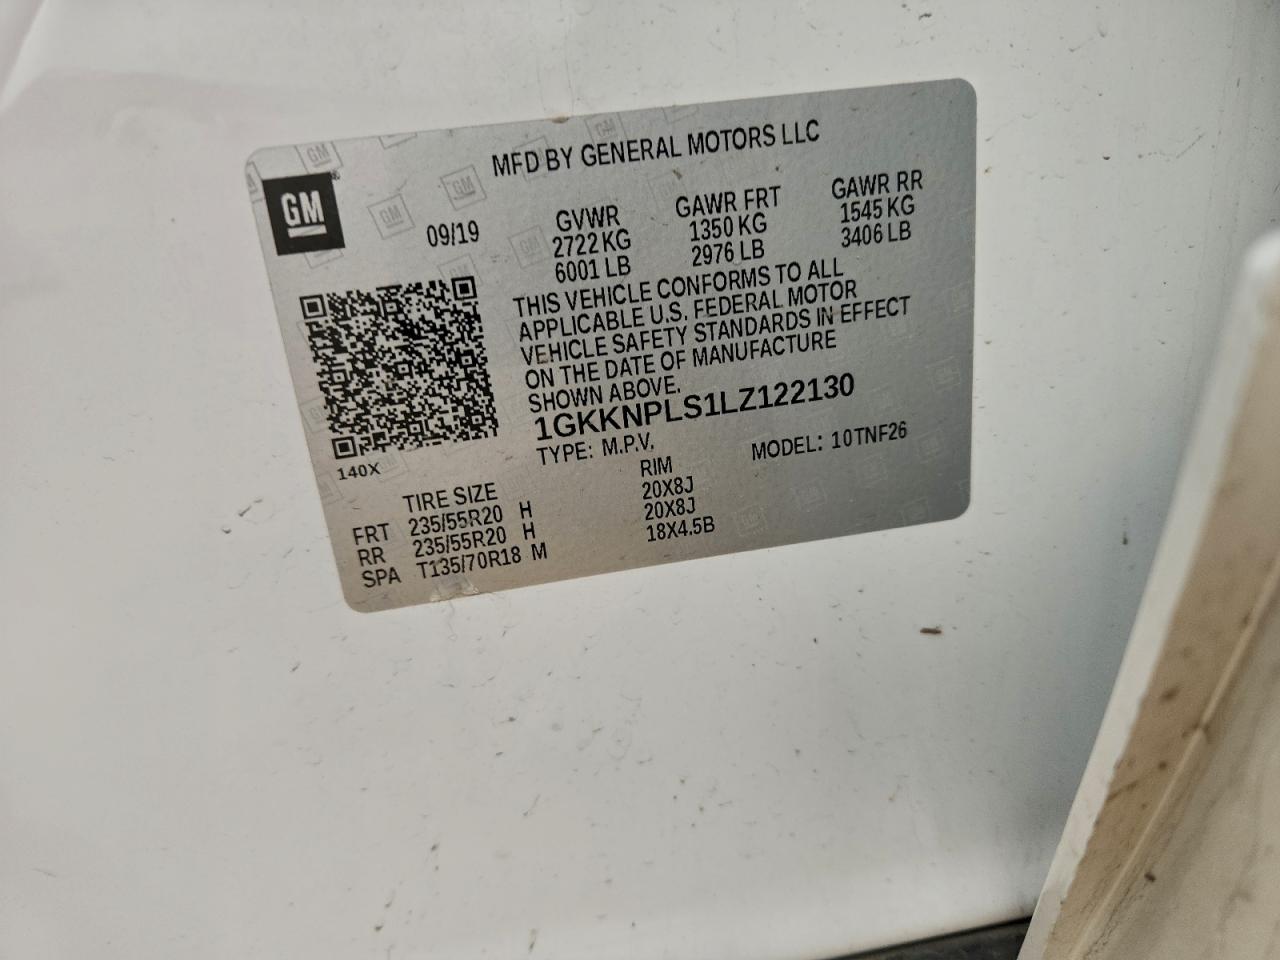 MFD BY GENERAL MOTORS LLC
GM
09/19
GVWR GAWR FRT GAWR RR
2722 KG 1350 KG 1545 KG
6001 LB 2976 LB 3406 LB
THIS VEHICLE CONFORMS TO ALL
APPLICABLE U.S. FEDERAL MOTOR
VEHICLE SAFETY STANDARDS IN EFFECT
ON THE DATE OF MANUFACTURE
SHOWN ABOVE.
1GKKNPLS1LZ122130
TYPE: M.P.V. MODEL: 10TNF26
140X
TIRE SIZE RIM
FRT 235/55R20 H 20X8J
RR 235/55R20 H 20X8J
SPA T135/70R18 M 18X4.5B